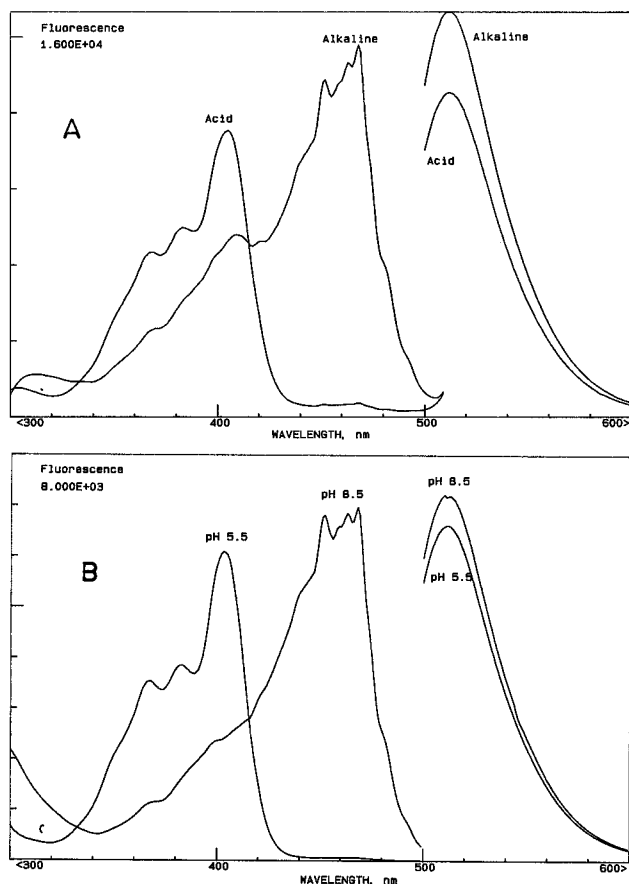 Fluorescence
1.600E+04
Alkaline
Alkaline
A
Acid
Acid
<300 400 500 600>
WAVELENGTH, nm
Fluorescence
8.000E+03
pH 8.5
pH 8.5
pH 5.5
B
pH 5.5
<300 400 500 600>
WAVELENGTH, nm